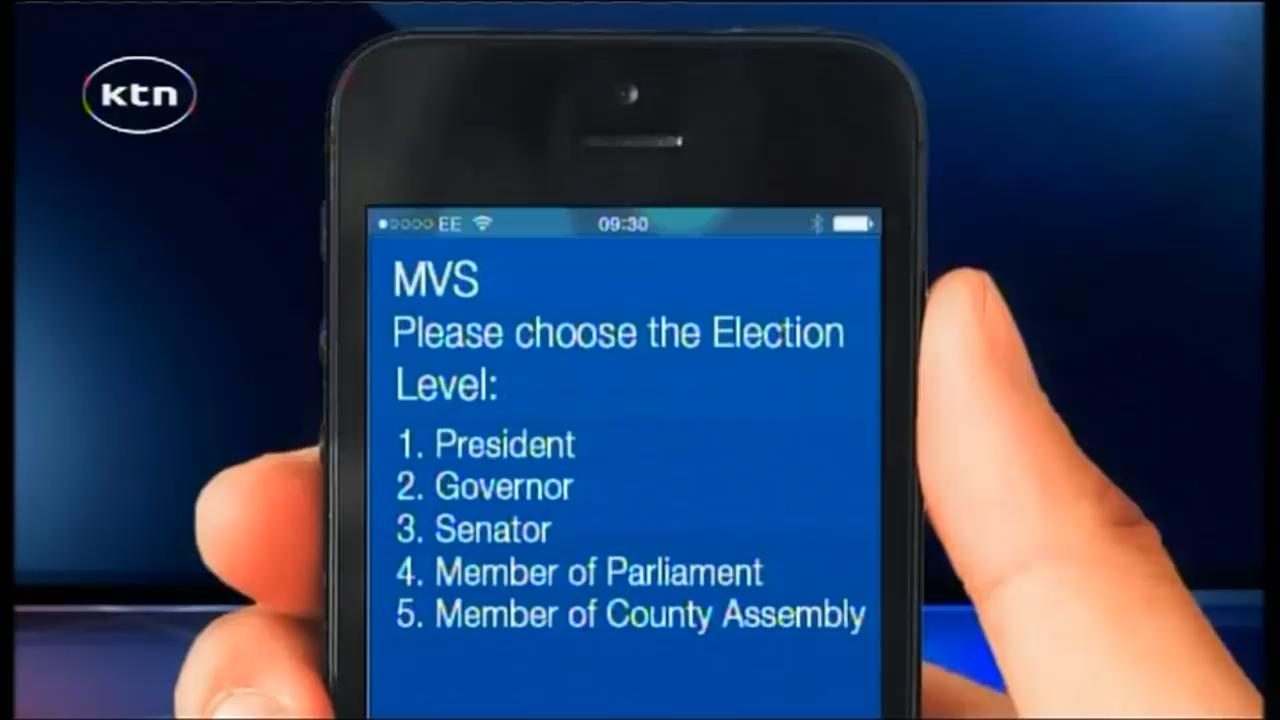 ktn
EE 09:30
MVS
Please choose the Election
Level:
1. President
2. Governor
3. Senator
4. Member of Parliament
5. Member of County Assembly